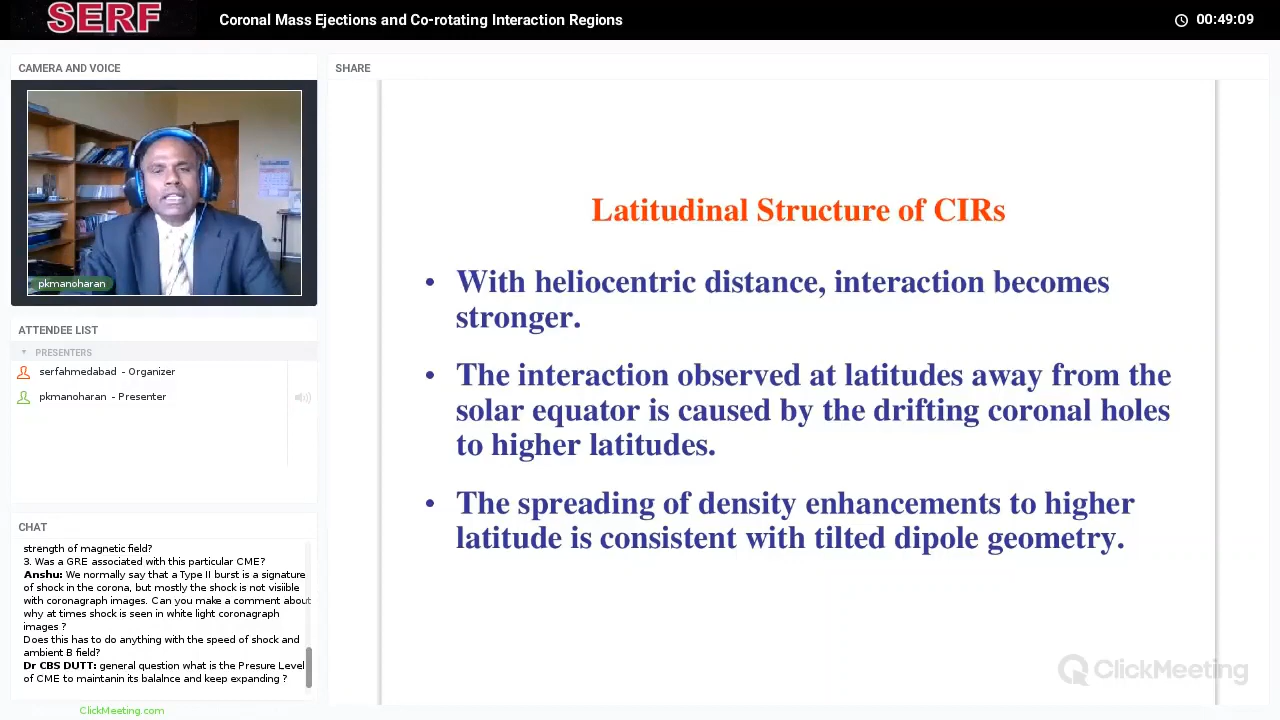 SERF
Coronal Mass Ejections and Co-rotating Interaction Regions
00:49:09
CAMERA AND VOICE
pkmanoharan
ATTENDEE LIST
PRESENTERS
serfahmedabad - Organizer
pkmanoharan - Presenter
CHAT
strength of magnetic field?
3. Was a GRE associated with this particular CME?
Anshu: We normally say that a Type II burst is a signature
of shock in the corona, but mostly the shock is not visiible
with coronagraph images. Can you make a comment about
why at times shock is seen in white light coronagraph
images ?
Does this has to do anything with the speed of shock and
ambient B field?
Dr CBS DUTT: general question what is the Presure Level
of CME to maintanin its balalnce and keep expanding ?
ClickMeeting.com
SHARE
Latitudinal Structure of CIRs
• With heliocentric distance, interaction becomes
stronger.
• The interaction observed at latitudes away from the
solar equator is caused by the drifting coronal holes
to higher latitudes.
• The spreading of density enhancements to higher
latitude is consistent with tilted dipole geometry.
ClickMeeting